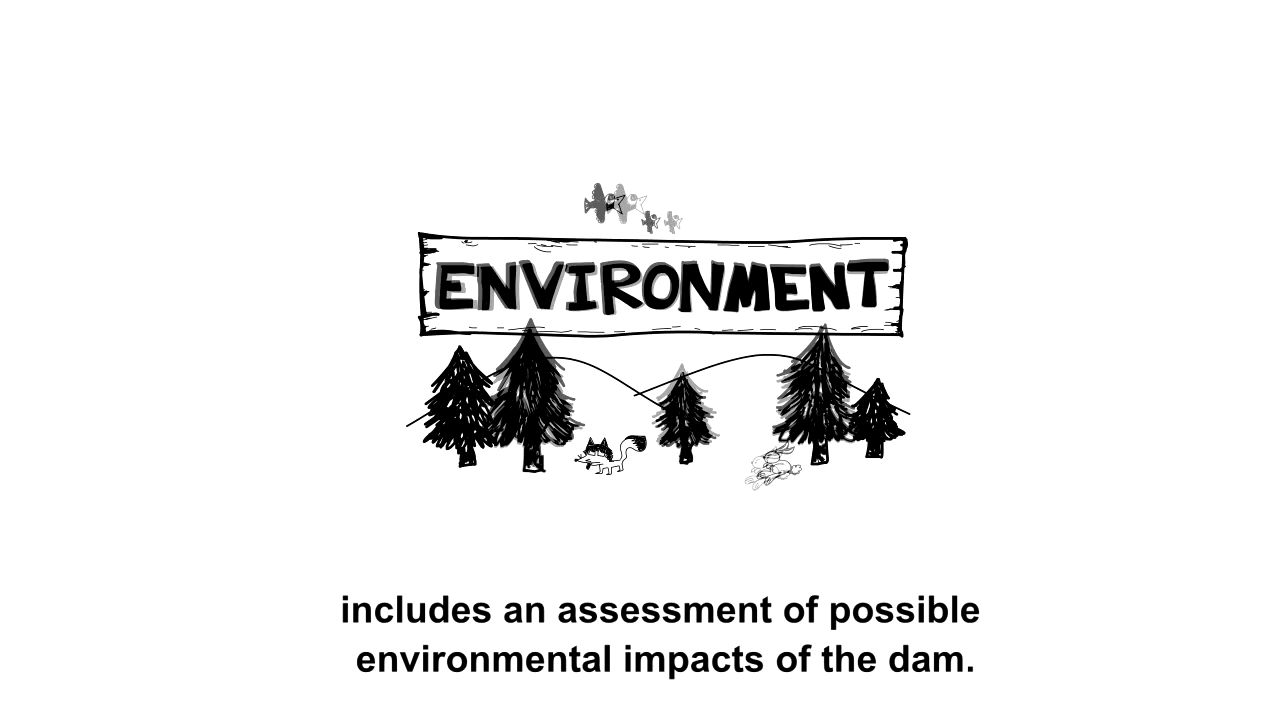 ENVIRONMENT
includes an assessment of possible
environmental impacts of the dam.